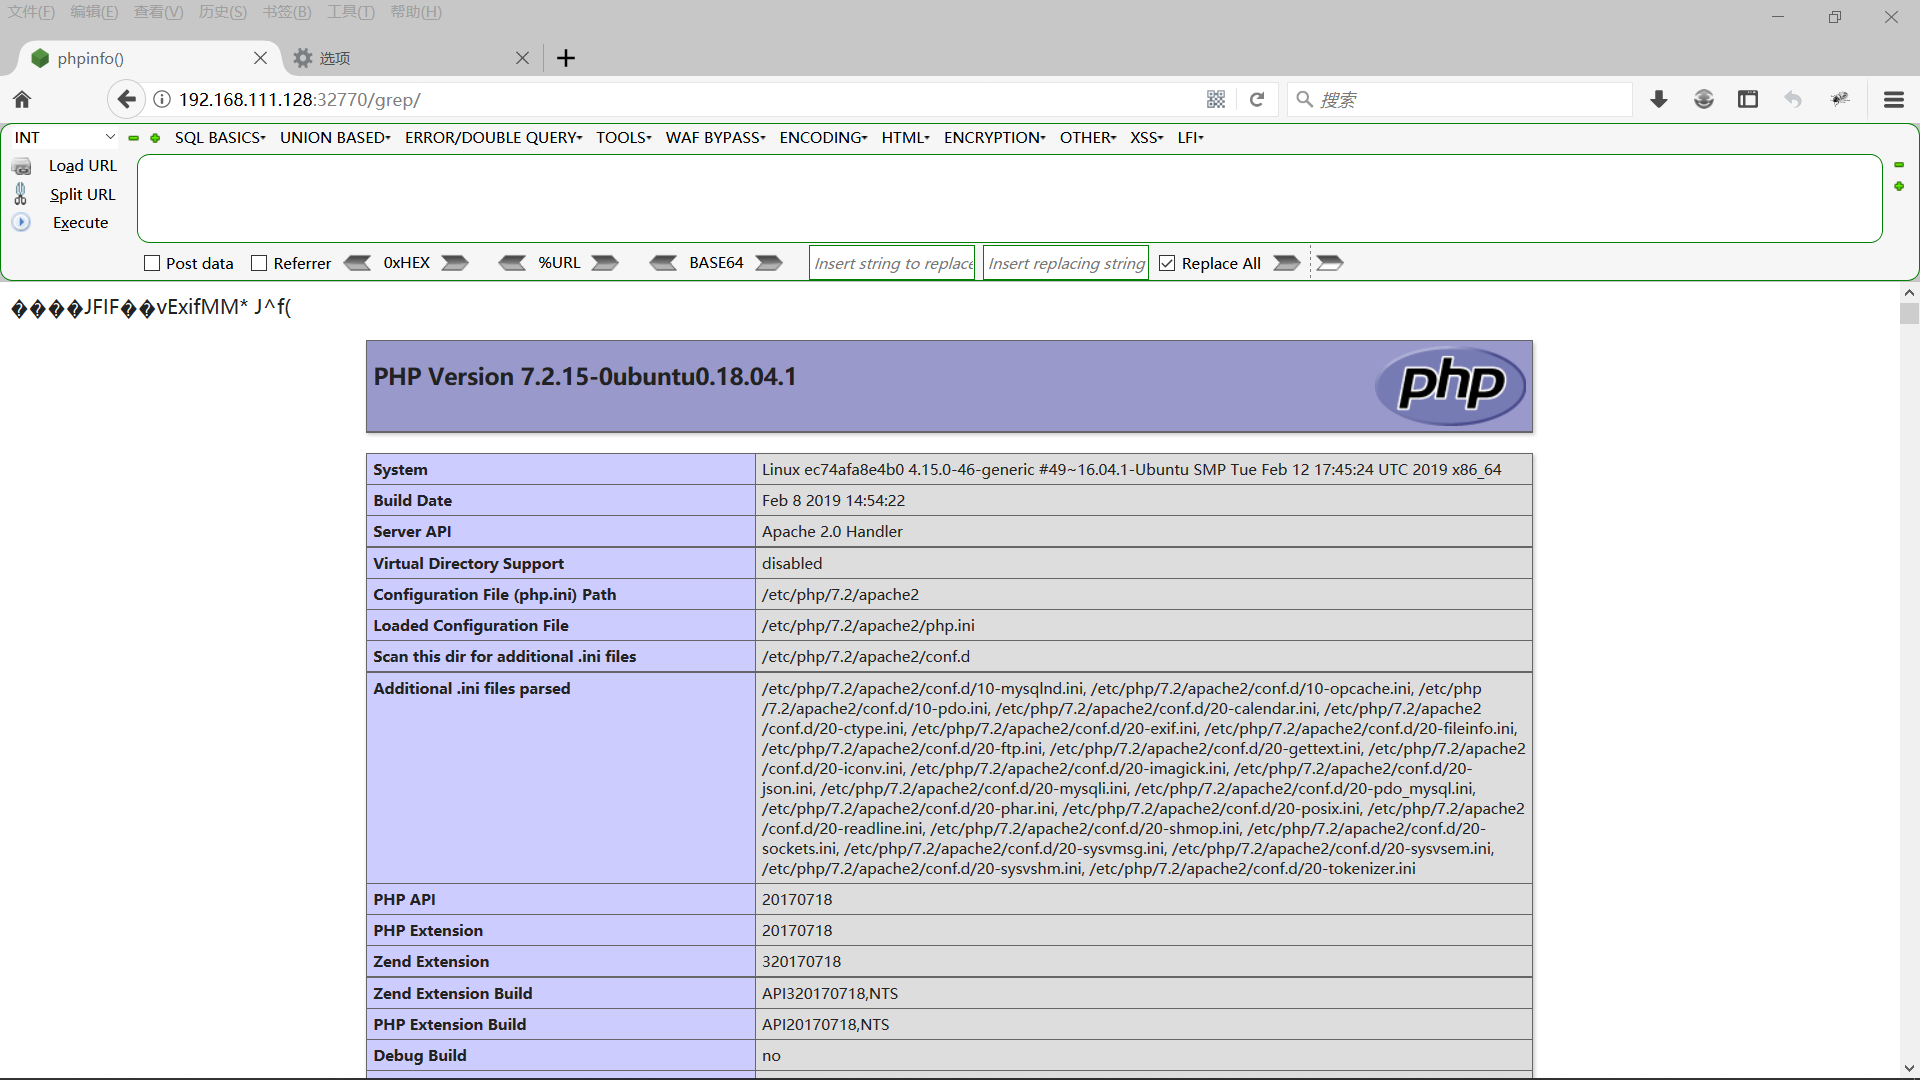 文件(F) 编辑(E) 查看(V) 历史(S) 书签(B) 工具(T) 帮助(H)
phpinfo() 选项
192.168.111.128:32770/grep/ 搜索
INT SQL BASICS UNION BASED ERROR/DOUBLE QUERY TOOLS WAF BYPASS ENCODING HTML ENCRYPTION OTHER XSS LFI
Load URL
Split URL
Execute
Post data Referrer 0xHEX %URL BASE64 Insert string to replace Insert replacing string Replace All
����JFIF��vExifMM* J^f(
PHP Version 7.2.15-0ubuntu0.18.04.1 php
System Linux ec74afa8e4b0 4.15.0-46-generic #49~16.04.1-Ubuntu SMP Tue Feb 12 17:45:24 UTC 2019 x86_64
Build Date Feb 8 2019 14:54:22
Server API Apache 2.0 Handler
Virtual Directory Support disabled
Configuration File (php.ini) Path /etc/php/7.2/apache2
Loaded Configuration File /etc/php/7.2/apache2/php.ini
Scan this dir for additional .ini files /etc/php/7.2/apache2/conf.d
Additional .ini files parsed /etc/php/7.2/apache2/conf.d/10-mysqlnd.ini, /etc/php/7.2/apache2/conf.d/10-opcache.ini, /etc/php
/7.2/apache2/conf.d/10-pdo.ini, /etc/php/7.2/apache2/conf.d/20-calendar.ini, /etc/php/7.2/apache2
/conf.d/20-ctype.ini, /etc/php/7.2/apache2/conf.d/20-exif.ini, /etc/php/7.2/apache2/conf.d/20-fileinfo.ini,
/etc/php/7.2/apache2/conf.d/20-ftp.ini, /etc/php/7.2/apache2/conf.d/20-gettext.ini, /etc/php/7.2/apache2
/conf.d/20-iconv.ini, /etc/php/7.2/apache2/conf.d/20-imagick.ini, /etc/php/7.2/apache2/conf.d/20-
json.ini, /etc/php/7.2/apache2/conf.d/20-mysqli.ini, /etc/php/7.2/apache2/conf.d/20-pdo_mysql.ini,
/etc/php/7.2/apache2/conf.d/20-phar.ini, /etc/php/7.2/apache2/conf.d/20-posix.ini, /etc/php/7.2/apache2
/conf.d/20-readline.ini, /etc/php/7.2/apache2/conf.d/20-shmop.ini, /etc/php/7.2/apache2/conf.d/20-
sockets.ini, /etc/php/7.2/apache2/conf.d/20-sysvmsg.ini, /etc/php/7.2/apache2/conf.d/20-sysvsem.ini,
/etc/php/7.2/apache2/conf.d/20-sysvshm.ini, /etc/php/7.2/apache2/conf.d/20-tokenizer.ini
PHP API 20170718
PHP Extension 20170718
Zend Extension 320170718
Zend Extension Build API320170718,NTS
PHP Extension Build API20170718,NTS
Debug Build no